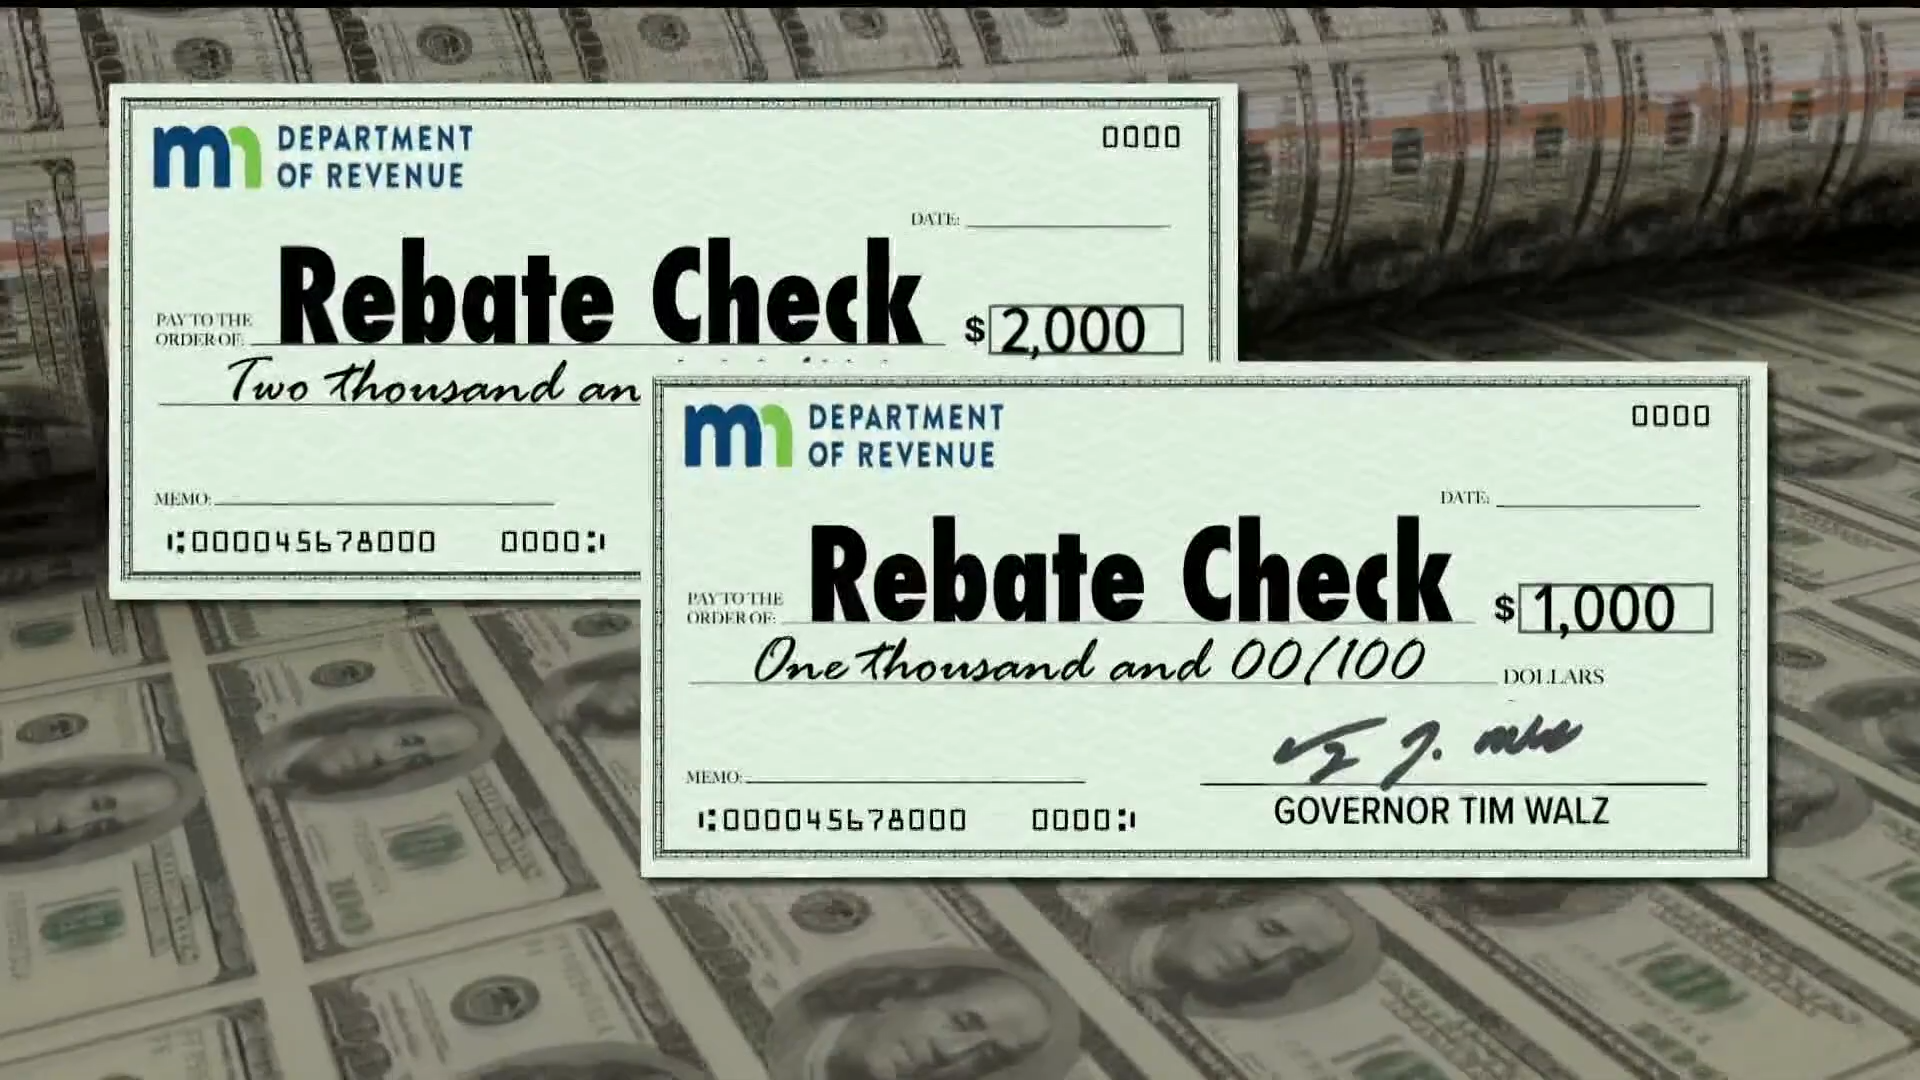 mn DEPARTMENT
OF REVENUE
0000
DATE:
PAY TO THE
ORDER OF:
Rebate Check
$ 2,000
Two thousand an
MEMO:
000045678000 0000
mn DEPARTMENT
OF REVENUE
0000
DATE:
PAY TO THE
ORDER OF:
Rebate Check
$ 1,000
One thousand and 00/100
DOLLARS
MEMO:
000045678000 0000
GOVERNOR TIM WALZ